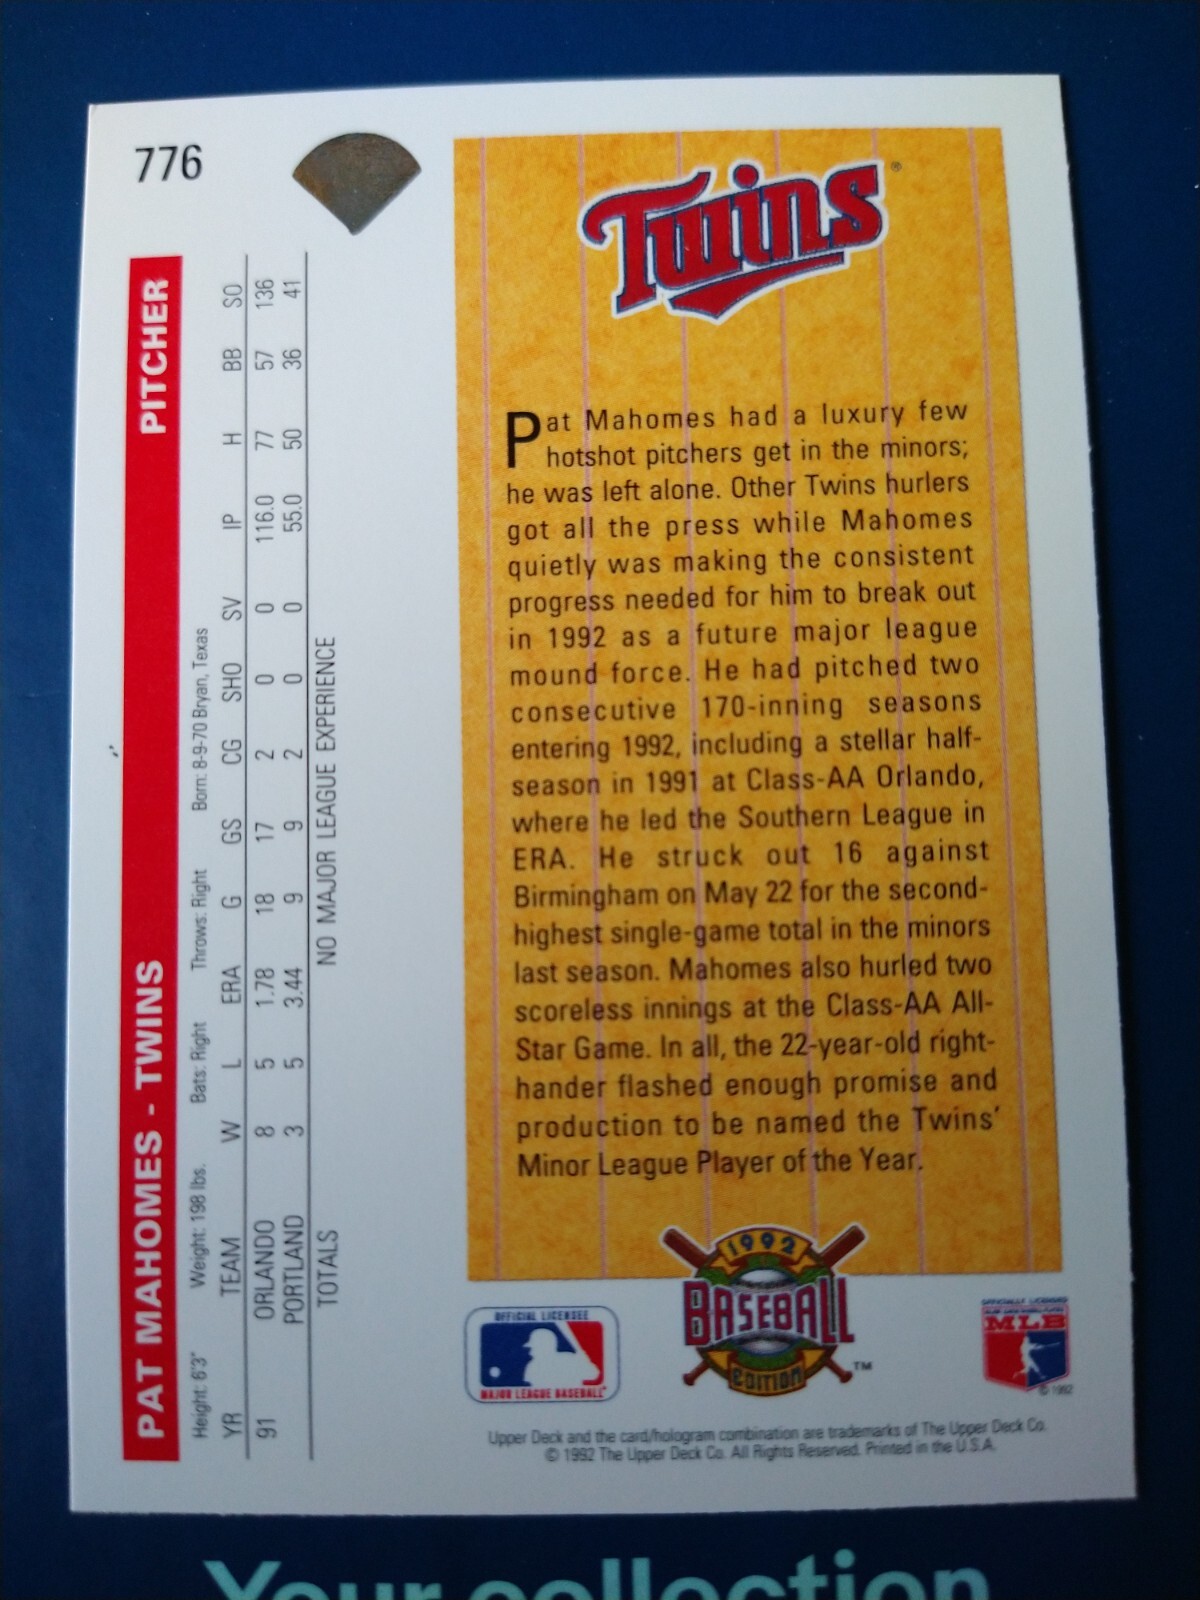 776
PAT MAHOMES - TWINS PITCHER
Height: 6'3" Weight: 198 lbs. Bats: Right Throws: Right Born: 8-9-70 Bryan, Texas
YR TEAM W L ERA G GS CG SHO SV IP H BB SO
91 ORLANDO 8 5 1.78 18 17 2 0 0 116.0 77 57 136
PORTLAND 3 5 3.44 9 9 2 0 0 55.0 50 36 41
TOTALS NO MAJOR LEAGUE EXPERIENCE
Twins®
Pat Mahomes had a luxury few
hotshot pitchers get in the minors;
he was left alone. Other Twins hurlers
got all the press while Mahomes
quietly was making the consistent
progress needed for him to break out
in 1992 as a future major league
mound force. He had pitched two
consecutive 170-inning seasons
entering 1992, including a stellar half-
season in 1991 at Class-AA Orlando,
where he led the Southern League in
ERA. He struck out 16 against
Birmingham on May 22 for the second-
highest single-game total in the minors
last season. Mahomes also hurled two
scoreless innings at the Class-AA All-
Star Game. In all, the 22-year-old right-
hander flashed enough promise and
production to be named the Twins'
Minor League Player of the Year.
1992
BASEBALL
EDITION
TM
OFFICIAL LICENSEE
MAJOR LEAGUE BASEBALL
OFFICIALLY LICENSED
MLB
© 1992
Upper Deck and the card/hologram combination are trademarks of The Upper Deck Co.
© 1992 The Upper Deck Co. All Rights Reserved. Printed in the U.S.A.
Your collection